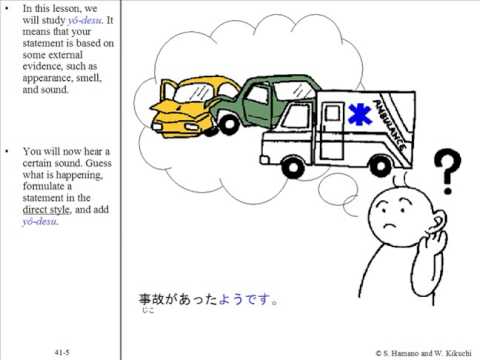 • In this lesson, we
will study yō-desu. It
means that your
statement is based on
some external
evidence, such as
appearance, smell,
and sound.
• You will now hear a
certain sound. Guess
what is happening,
formulate a
statement in the
direct style, and add
yō-desu.
AMBULANCE
?
事故があったようです。
じこ
41-5
© S. Hamano and W. Kikuchi